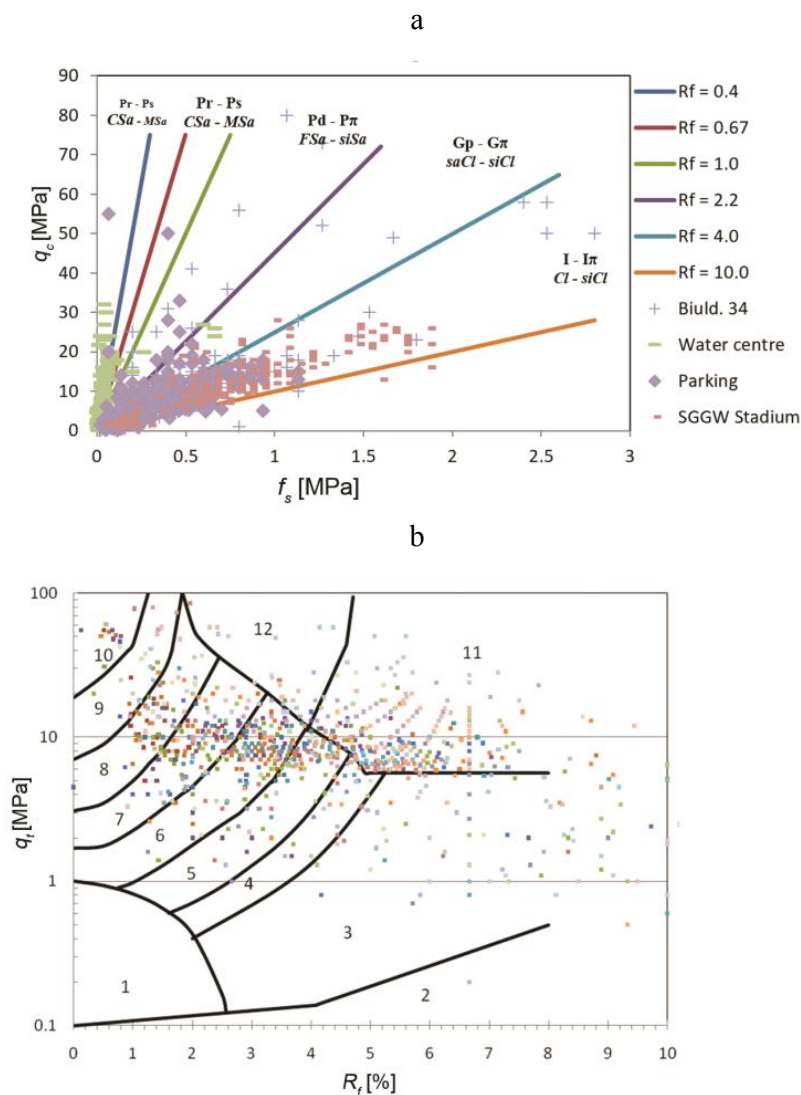 a
90
80
70
60
50
40
30
20
10
0
q_c [MPa]
Pr - Ps
CSa - MSa
Pr - Ps
CSa - MSa
Pd - Pπ
FSa - siSa
Gp - Gπ
saCl - siCl
I - Iπ
Cl - siCl
0 0.5 1 1.5 2 2.5 3
f_s [MPa]
Rf = 0.4
Rf = 0.67
Rf = 1.0
Rf = 2.2
Rf = 4.0
Rf = 10.0
Biuld. 34
Water centre
Parking
SGGW Stadium
b
100
10
1
0.1
q_t [MPa]
12
11
10
9
8
7
6
5
4
3
2
1
0 1 2 3 4 5 6 7 8 9 10
R_f [%]